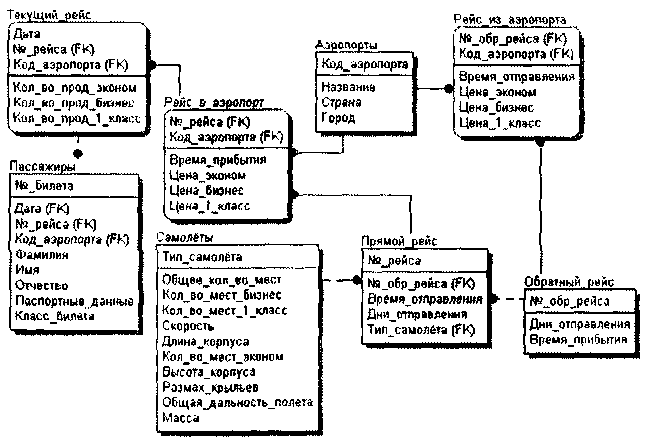 Текущий_рейс
Дата
№_рейса (FK)
Код_аэропорта (FK)
Кол_во_прод_эконом
Кол_во_прод_бизнес
Кол_во_прод_1_класс
Рейс_в_аэропорт
№_рейса (FK)
Код_аэропорта (FK)
Время_прибытия
Цена_эконом
Цена_бизнес
Цена_1_класс
Аэропорты
Код_аэропорта
Название
Страна
Город
Рейс_из_аэропорта
№_обр_рейса (FK)
Код_аэропорта (FK)
Время_отправления
Цена_эконом
Цена_бизнес
Цена_1_класс
Пассажиры
№_билета
Дата (FK)
№_рейса (FK)
Код_аэропорта (FK)
Фамилия
Имя
Отчество
Паспортные_данные
Класс_билета
Самолёты
Тип_самолёта
Общее_кол_во_мест
Кол_во_мест_бизнес
Кол_во_мест_1_класс
Скорость
Длина_корпуса
Кол_во_мест_эконом
Высота_корпуса
Размах_крыльев
Общая_дальность_полета
Масса
Прямой_рейс
№_рейса
№_обр_рейса (FK)
Время_отправления
Дни_отправления
Тип_самолёта (FK)
Обратный_рейс
№_обр_рейса
Дни_отправления
Время_прибытия